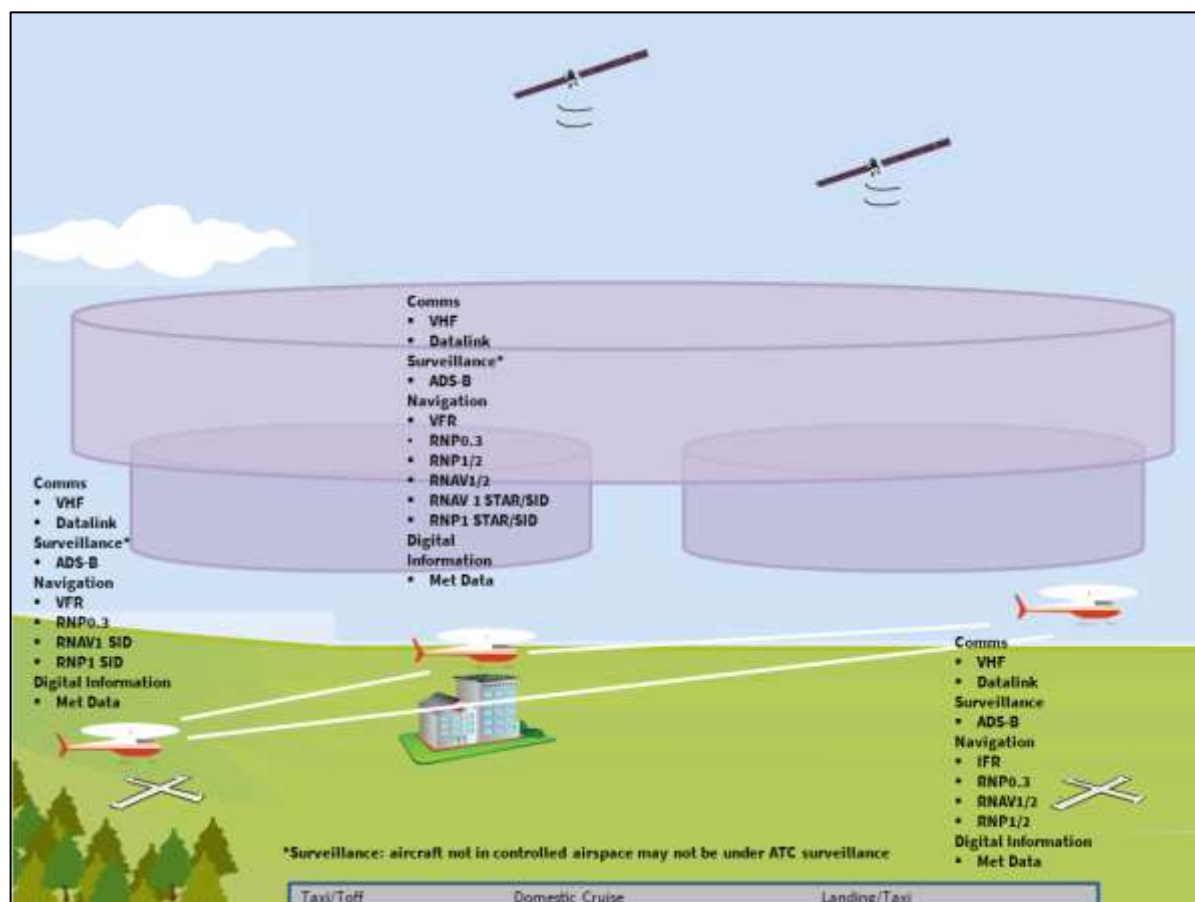 Comms
• VHF
• Datalink
Surveillance*
• ADS-B
Navigation
• VFR
• RNP0.3
• RNP1/2
• RNAV1/2
• RNAV 1 STAR/SID
• RNP1 STAR/SID
Digital
Information
• Met Data
Comms
• VHF
• Datalink
Surveillance*
• ADS-B
Navigation
• VFR
• RNP0.3
• RNAV1 SID
• RNP1 SID
Digital Information
• Met Data
Comms
• VHF
• Datalink
Surveillance
• ADS-B
Navigation
• IFR
• RNP0.3
• RNAV1/2
• RNP1/2
Digital Information
• Met Data
*Surveillance: aircraft not in controlled airspace may not be under ATC surveillance
Taxi/Toff
Domestic Cruise
Landing/Taxi